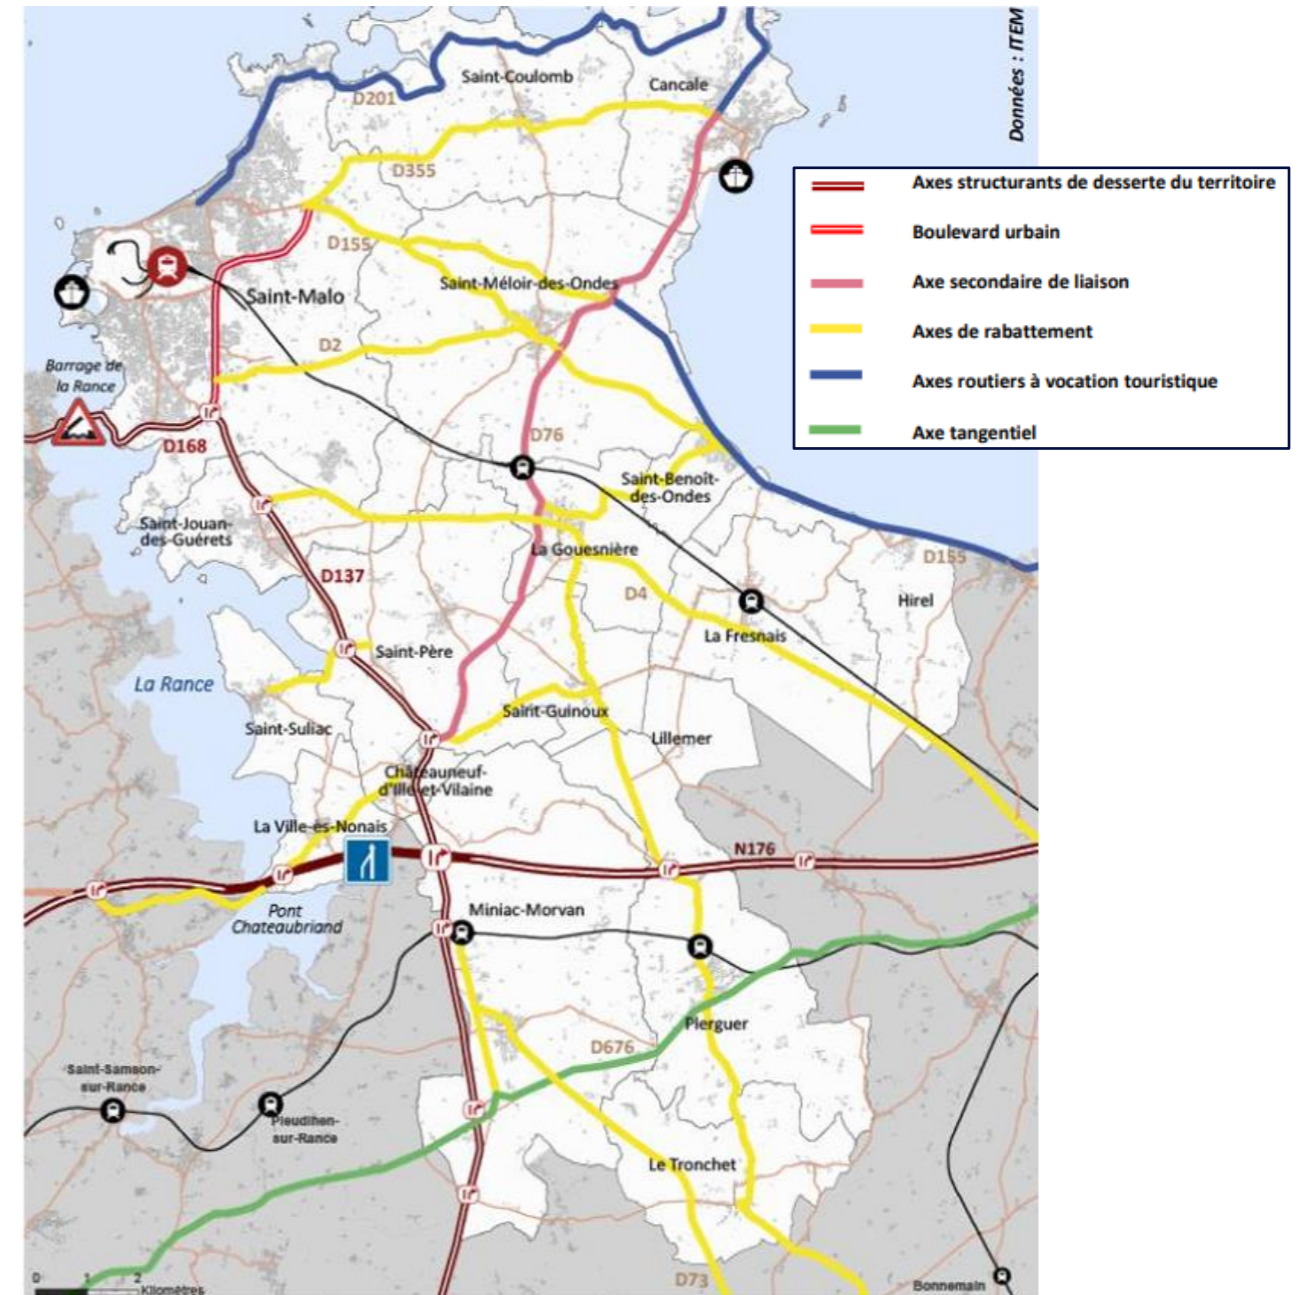 Données : ITEM
Saint-Coulomb
Cancale
D201
D355
Axes structurants de desserte du territoire
Boulevard urbain
Axe secondaire de liaison
Axes de rabattement
Axes routiers à vocation touristique
Axe tangentiel
D155
Saint-Méloir-des-Ondes
Saint-Malo
D2
Barrage de
la Rance
D168
D76
Saint-Benoît-
des-Ondes
Saint-Jouan-
des-Guérets
La Gouesnière
D155
D137
D4
Hirel
La Fresnais
Saint-Père
La Rance
Saint-Suliac
Saint-Guinoux
Lillemer
Châteauneuf-
d'Ille-et-Vilaine
La Ville-es-Nonais
N176
Pont
Chateaubriand
Miniac-Morvan
Plerguer
D676
Saint-Samson-
sur-Rance
Pleudihen-
sur-Rance
Le Tronchet
D73
Bonnemain
0 1 2
Kilomètres